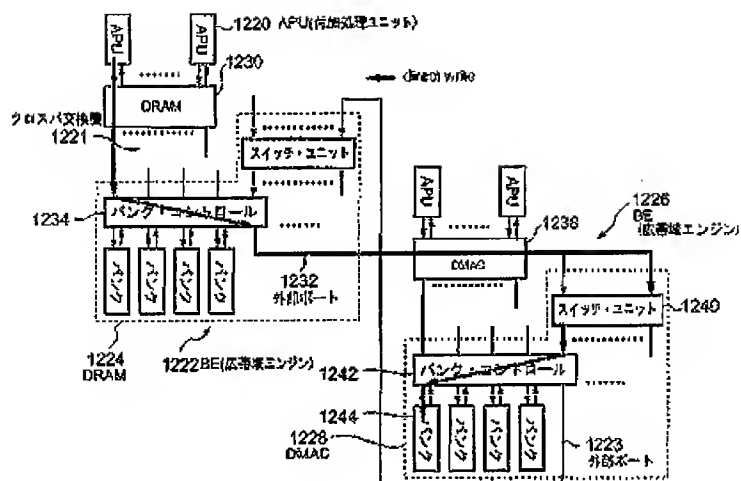 1220 APU(付加処理ユニット)
APU
APU
1230
DRAM
direct write
クロスバ交換機
1221
スイッチ・ユニット
1234
バンク・コントロール
バンク
バンク
バンク
バンク
1232
外部ポート
1224
DRAM
1222 BE(広帯域エンジン)
APU
APU
1238
1226
BE
(広帯域エンジン)
DMAC
スイッチ・ユニット
1240
1242
バンク・コントロール
1244
バンク
バンク
バンク
バンク
1228
DMAC
1223
外部ポート